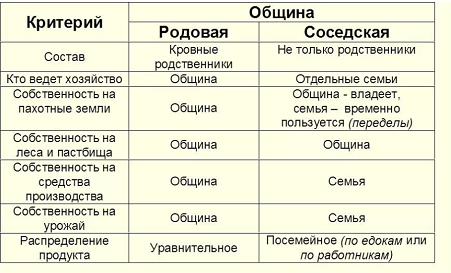 Критерий
Община
Родовая
Соседская
Состав
Кровные
родственники
Не только родственники
Кто ведет хозяйство
Община
Отдельные семьи
Собственность на
пахотные земли
Община
Община - владеет,
семья – временно
пользуется (переделы)
Собственность на
леса и пастбища
Община
Община
Собственность на
средства
производства
Община
Семья
Собственность на
урожай
Община
Семья
Распределение
продукта
Уравнительное
Посемейное (по едокам или
по работникам)